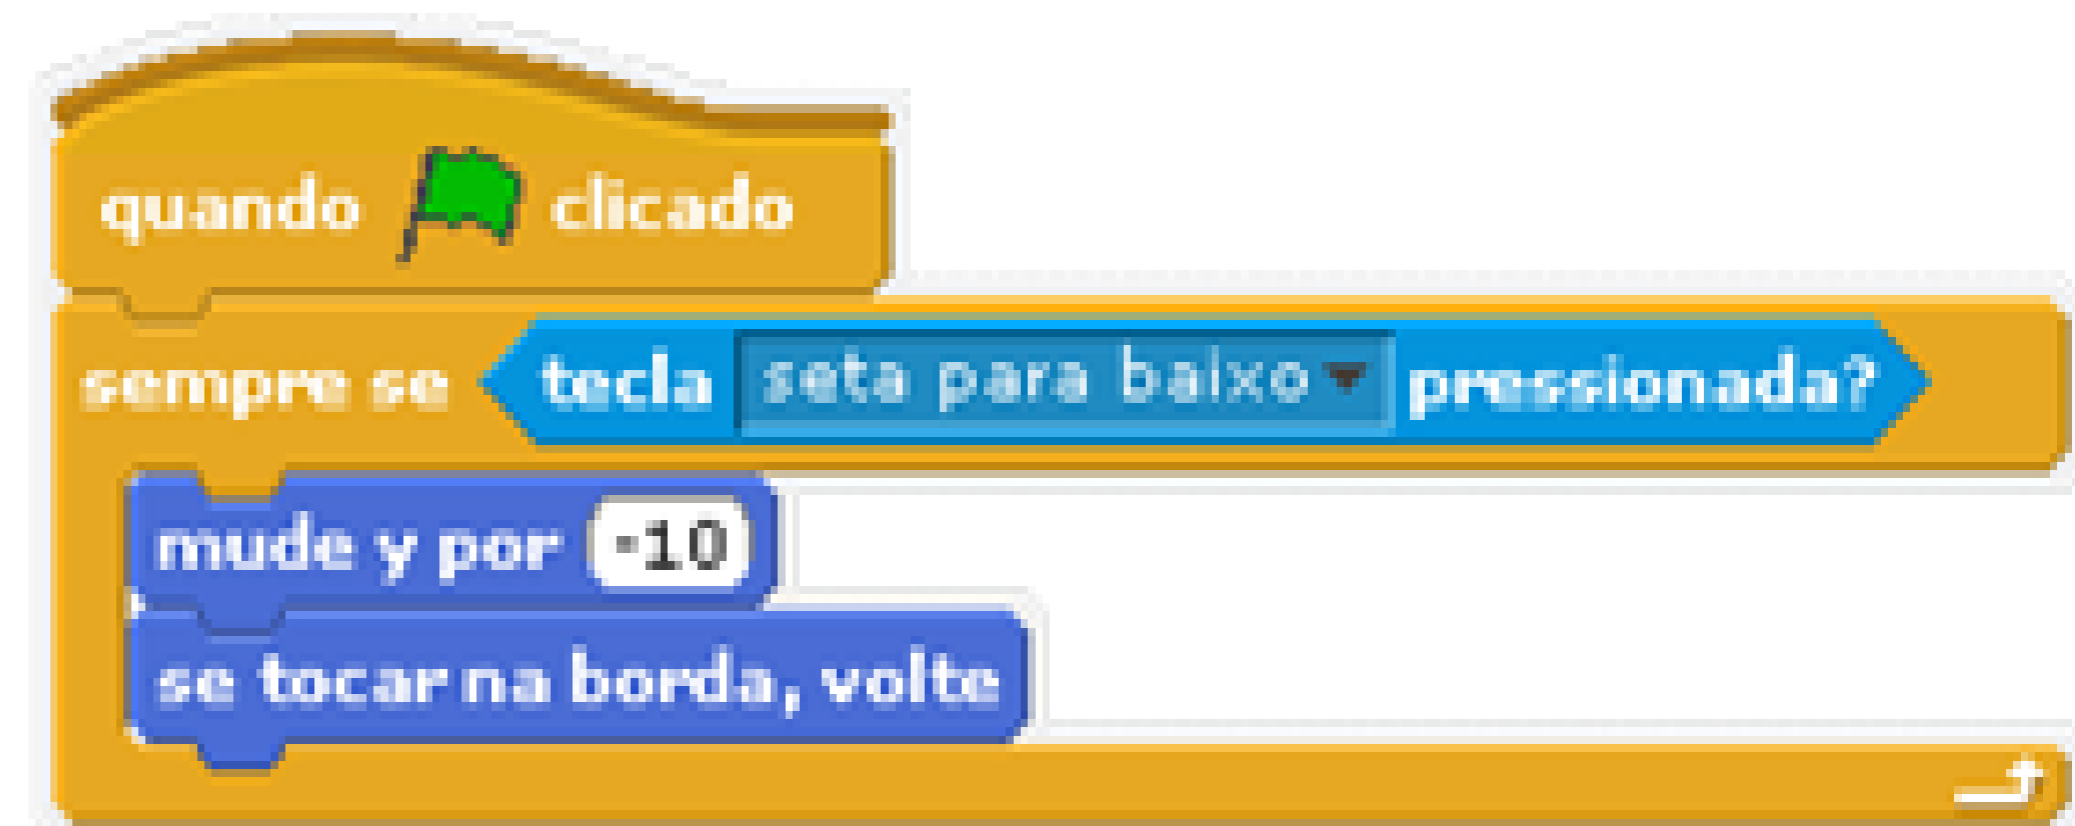 quando clicado
sempre se tecla seta para baixo pressionada?
mude y por -10
se tocar na borda, volte